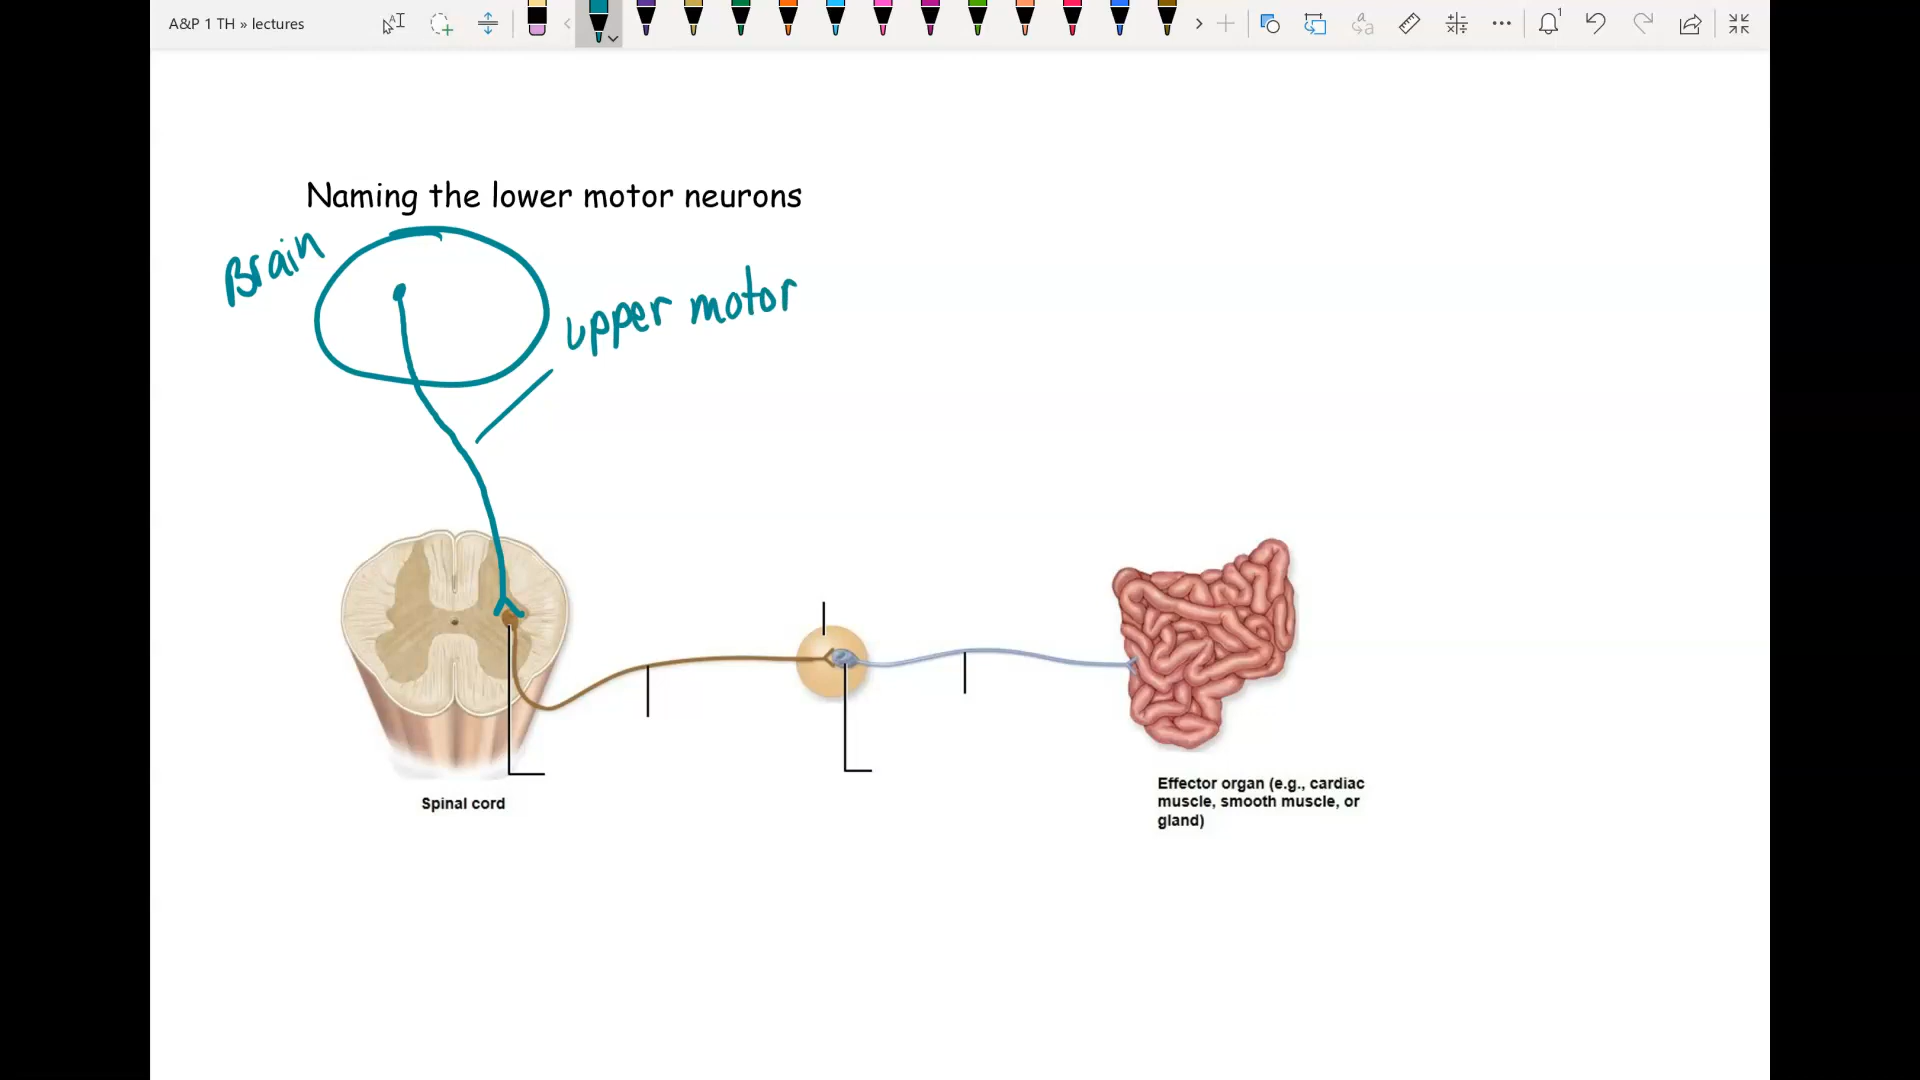 A&P 1 TH » lectures
1
Naming the lower motor neurons
Brain
upper motor
Spinal cord
Effector organ (e.g., cardiac
muscle, smooth muscle, or
gland)